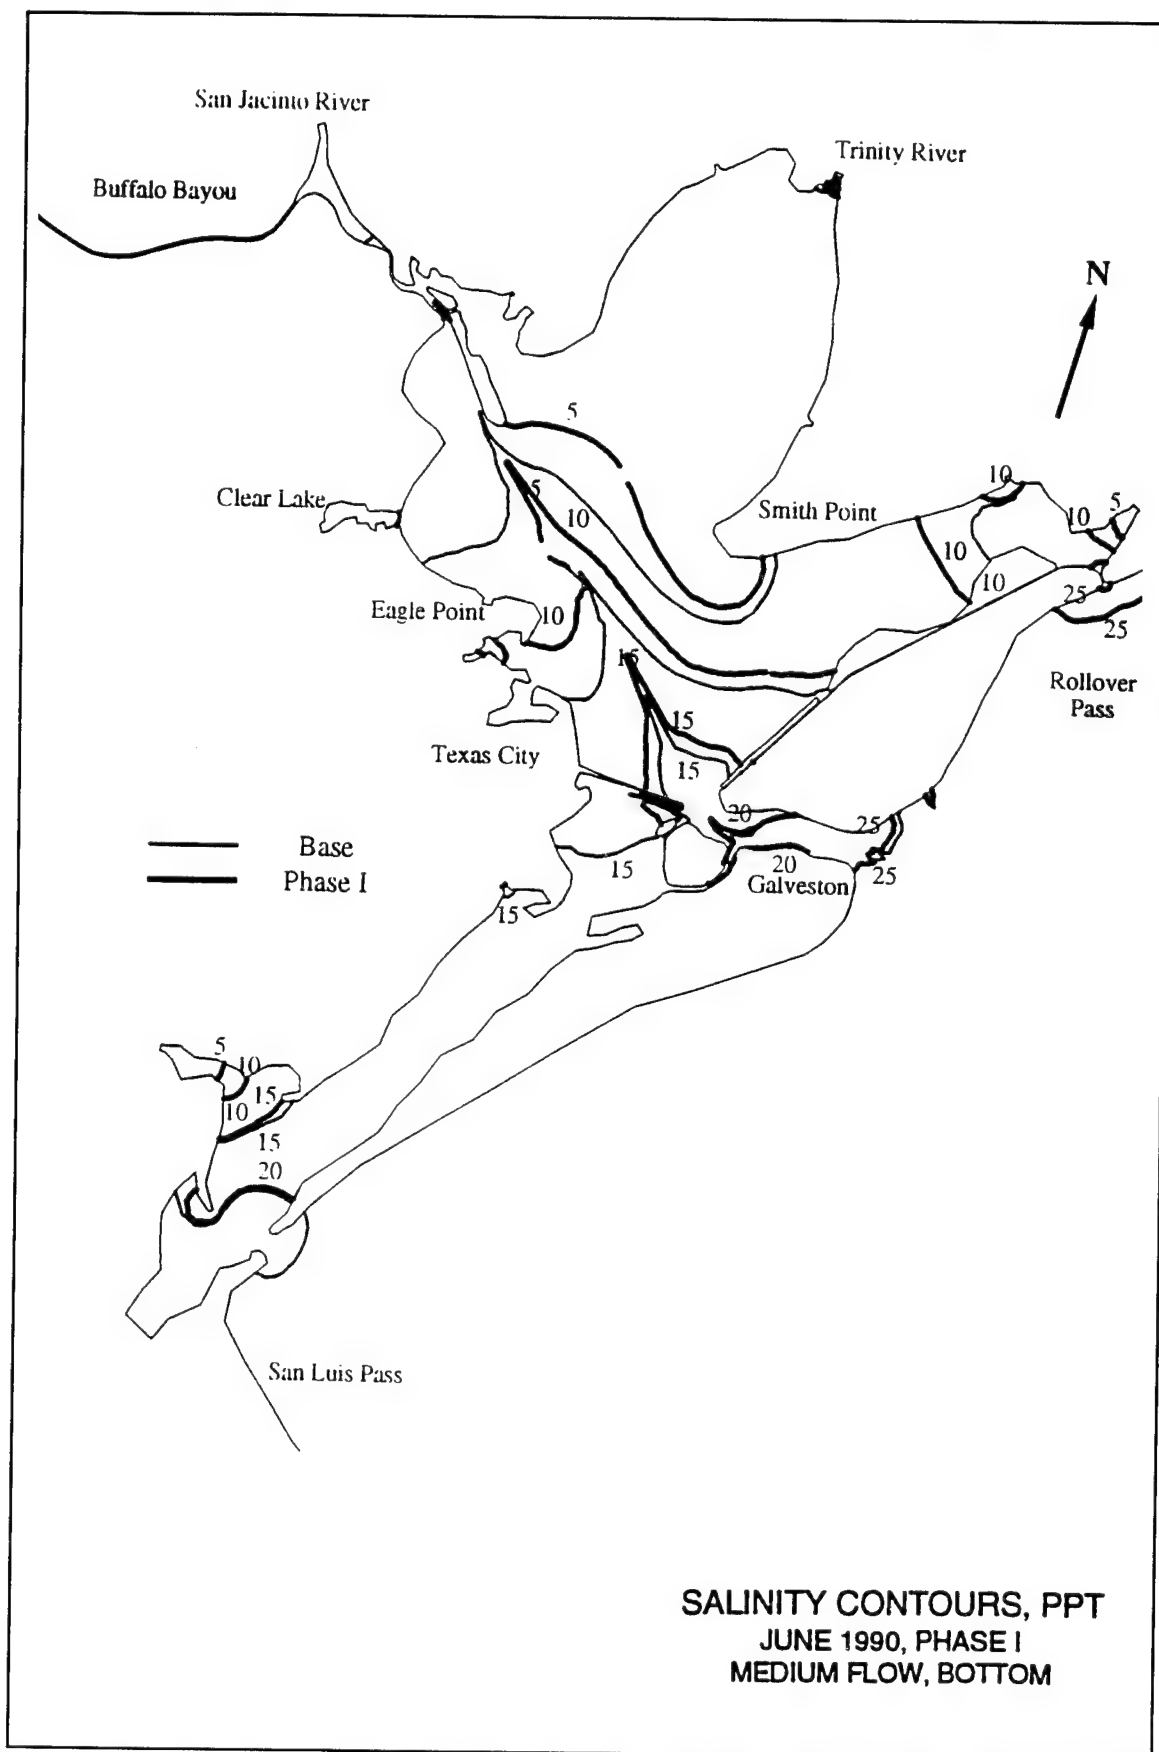 San Jacinto River
Trinity River
Buffalo Bayou
N
5
10
Clear Lake
5
Smith Point
10
5
10
10
10
25
Eagle Point
10
25
15
Rollover
Pass
15
Texas City
15
20
25
Base
15
20
Phase I
Galveston
25
15
5
10
15
10
15
20
San Luis Pass
SALINITY CONTOURS, PPT
JUNE 1990, PHASE I
MEDIUM FLOW, BOTTOM